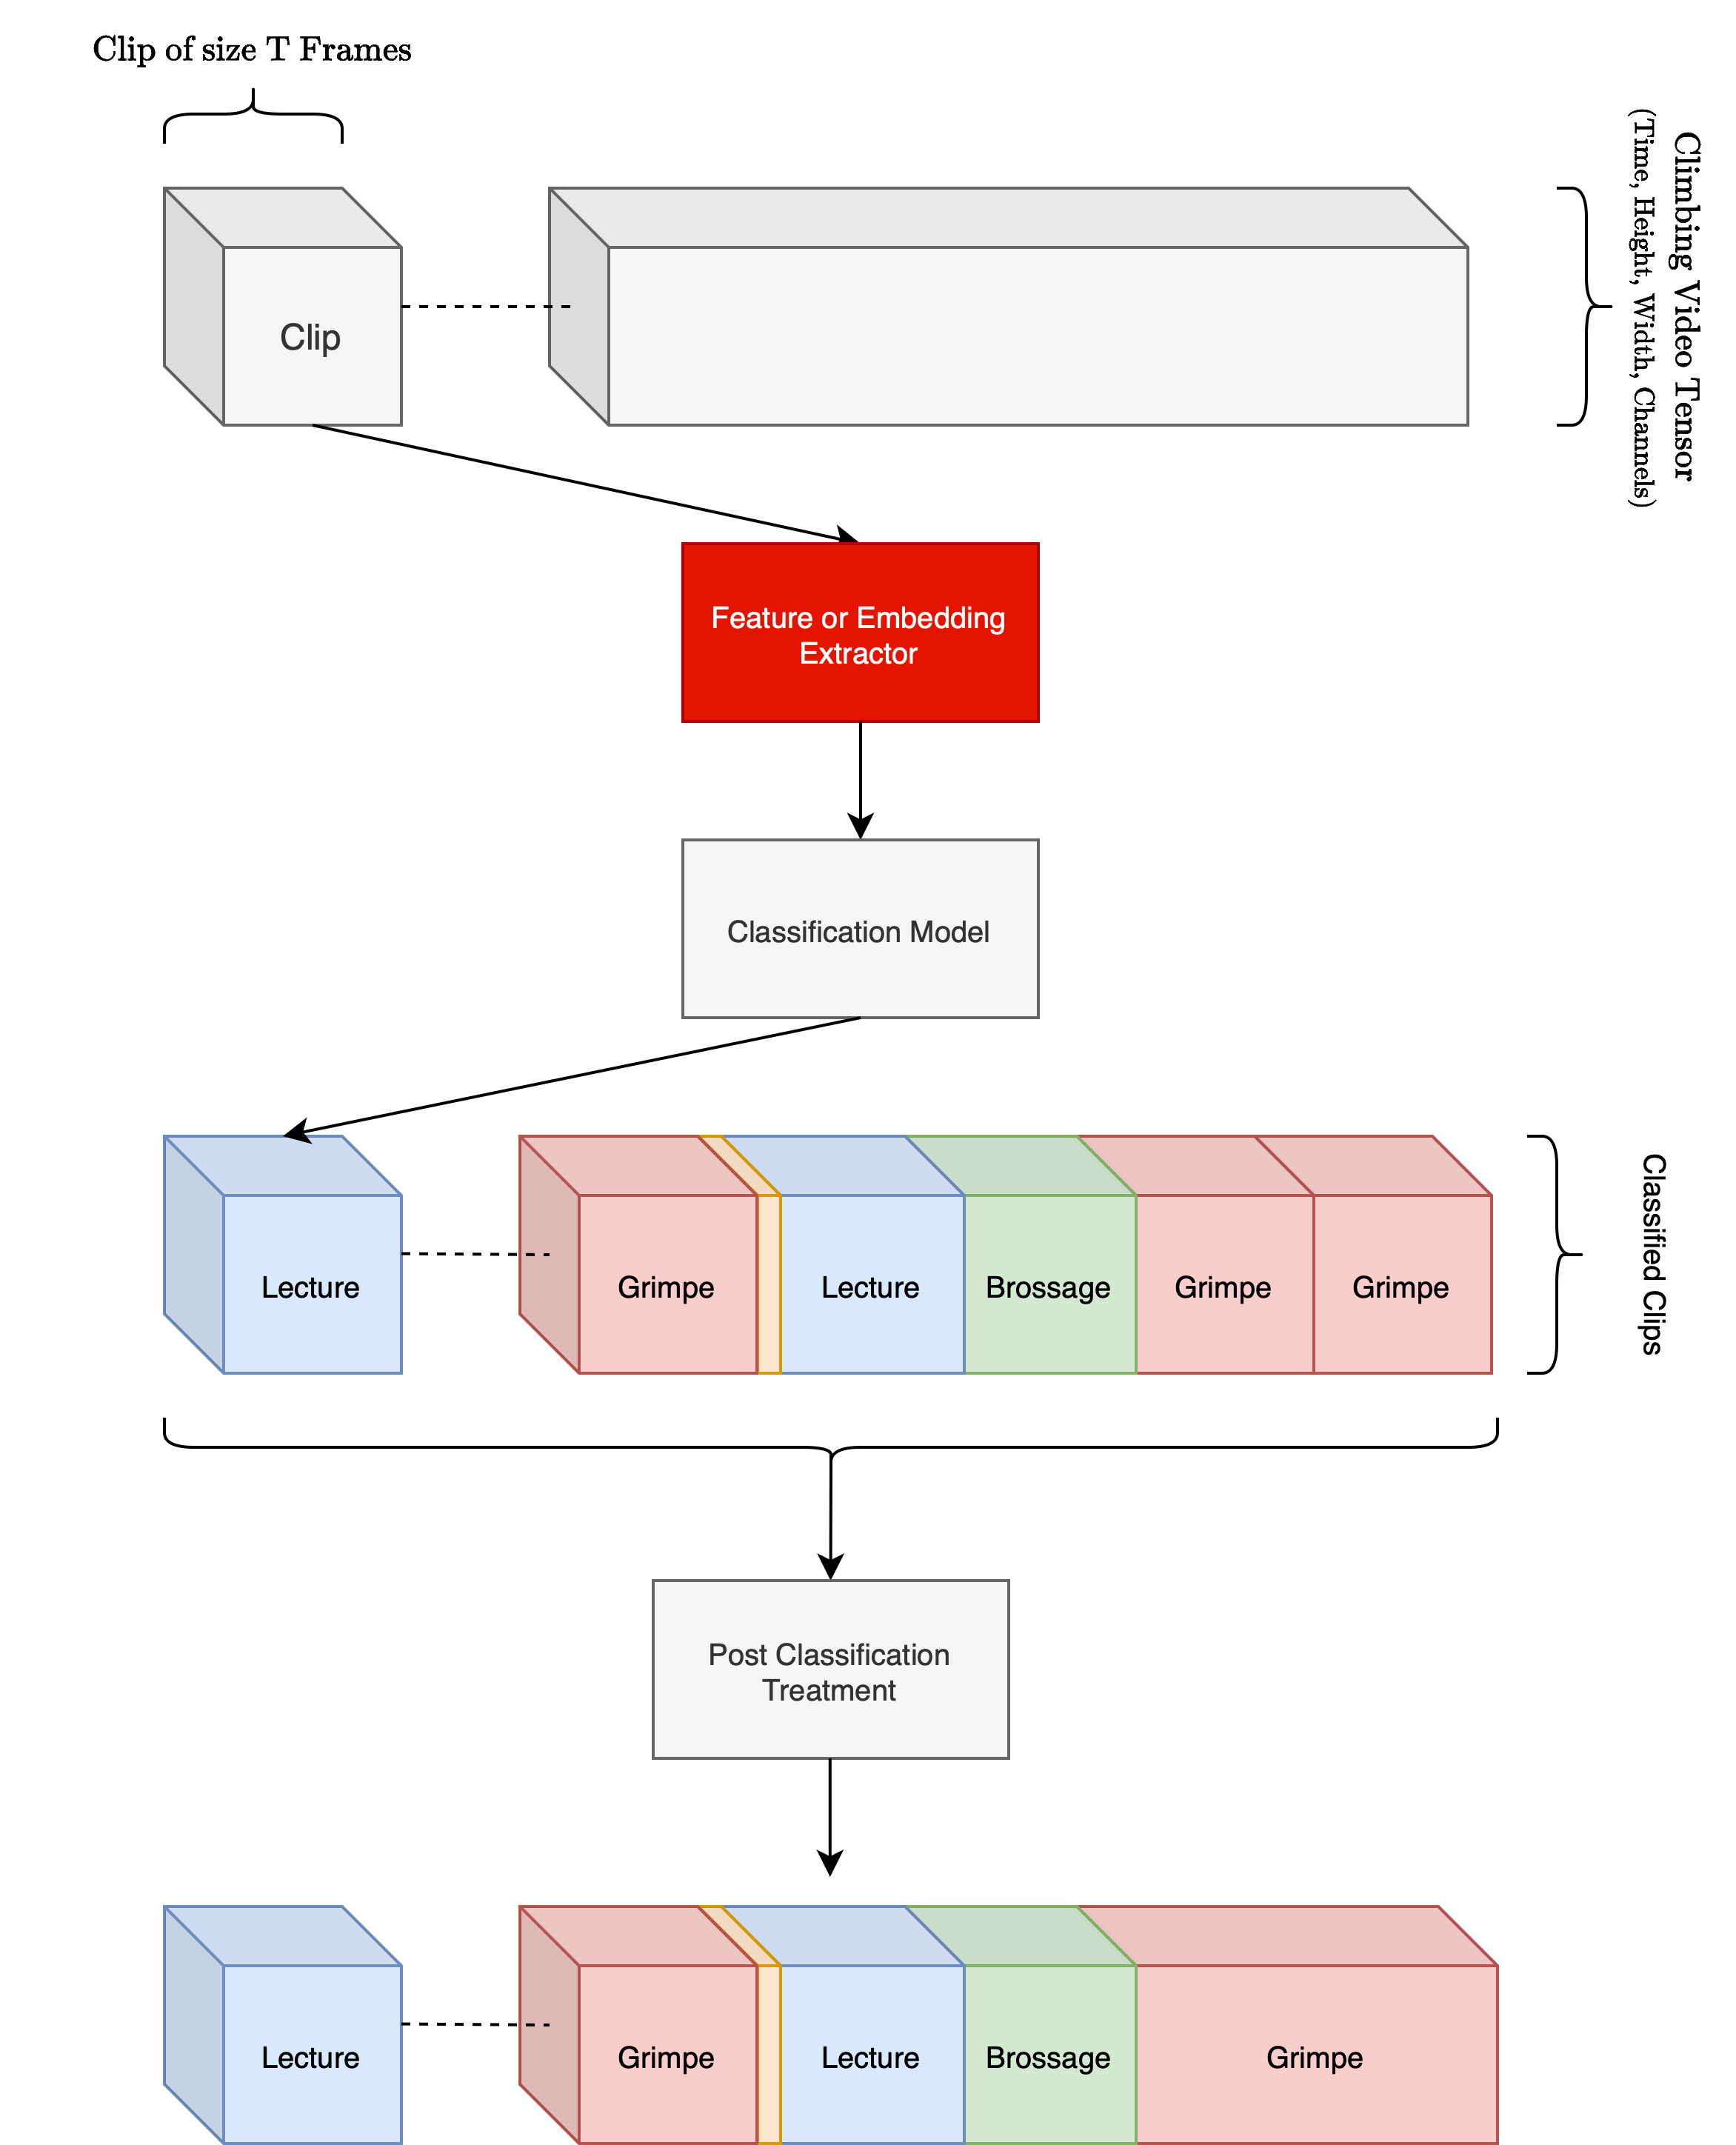 Clip of size T Frames
Climbing Video Tensor
(Time, Height, Width, Channels)
Clip
Feature or Embedding
Extractor
Classification Model
Lecture
Grimpe
Lecture
Brossage
Grimpe
Grimpe
Classified Clips
Post Classification
Treatment
Lecture
Grimpe
Lecture
Brossage
Grimpe